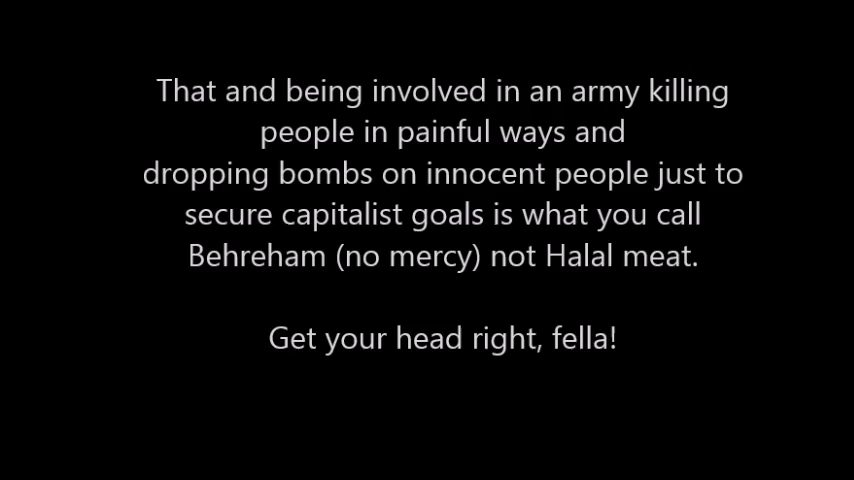 That and being involved in an army killing
people in painful ways and
dropping bombs on innocent people just to
secure capitalist goals is what you call
Behreham (no mercy) not Halal meat.
Get your head right, fella!